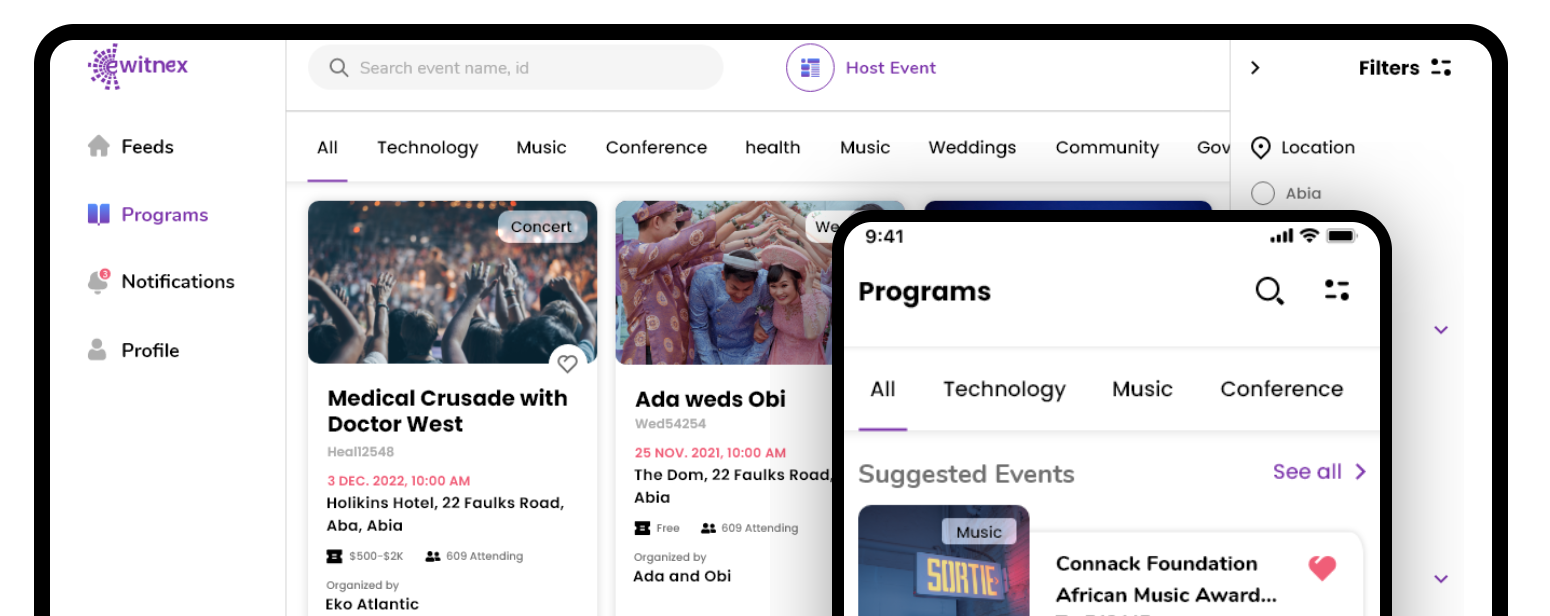 ewitnex
Search event name, id
Host Event
Filters
Feeds
Programs
3
Notifications
Profile
All Technology Music Conference health Music Weddings Community Gov
Location
Abia
Concert
Medical Crusade with
Doctor West
Heal12548
3 DEC. 2022, 10:00 AM
Holikins Hotel, 22 Faulks Road,
Aba, Abia
$500-$2K 609 Attending
Organized by
Eko Atlantic
We
Ada weds Obi
Wed54254
25 NOV. 2021, 10:00 AM
The Dom, 22 Faulks Road,
Abia
Free 609 Attending
Organized by
Ada and Obi
9:41
Programs
All Technology Music Conference
Suggested Events
See all
Music
SORTIE
Connack Foundation
African Music Award...